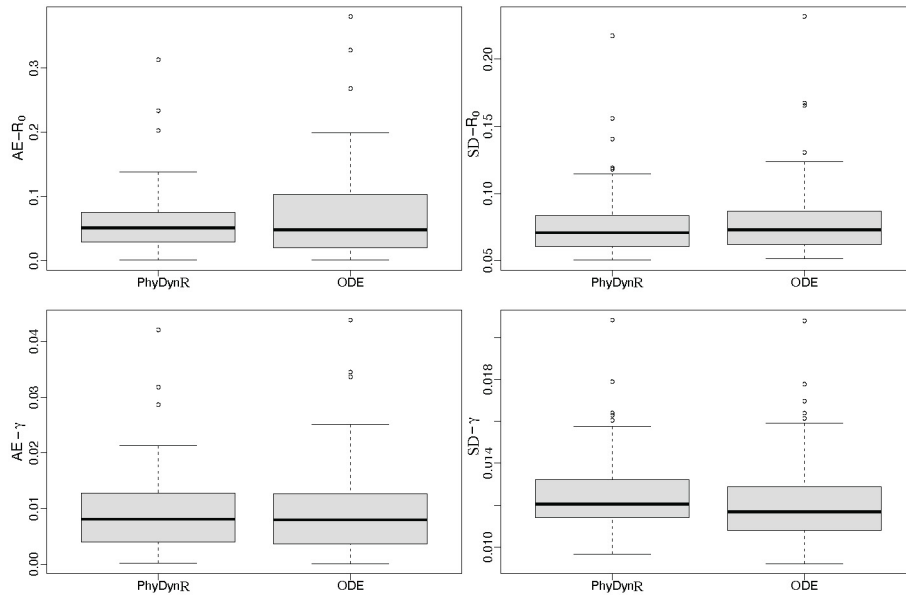 AE−R0
0.0
0.1
0.2
0.3
PhyDynR
ODE
SD−R0
0.05
0.10
0.15
0.20
PhyDynR
ODE
AE−γ
0.00
0.01
0.02
0.03
0.04
PhyDynR
ODE
SD−γ
0.010
0.014
0.018
PhyDynR
ODE